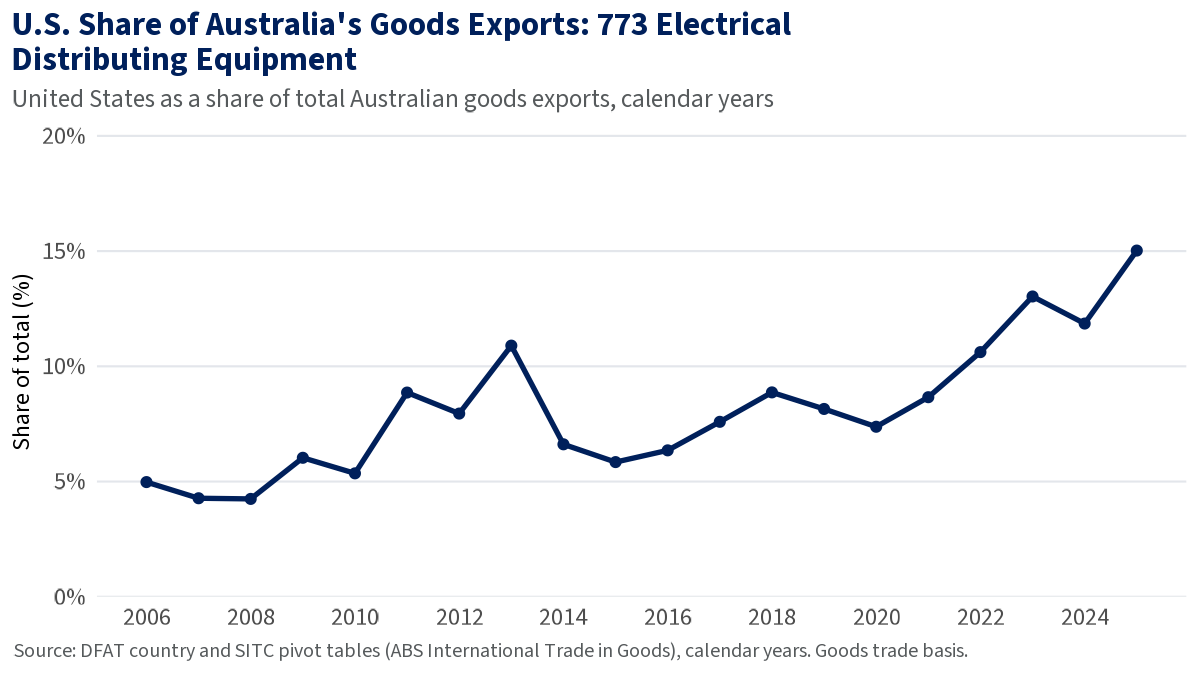 U.S. Share of Australia's Goods Exports: 773 Electrical
Distributing Equipment
United States as a share of total Australian goods exports, calendar years
Share of total (%)
20%
15%
10%
5%
0%
2006 2008 2010 2012 2014 2016 2018 2020 2022 2024
Source: DFAT country and SITC pivot tables (ABS International Trade in Goods), calendar years. Goods trade basis.